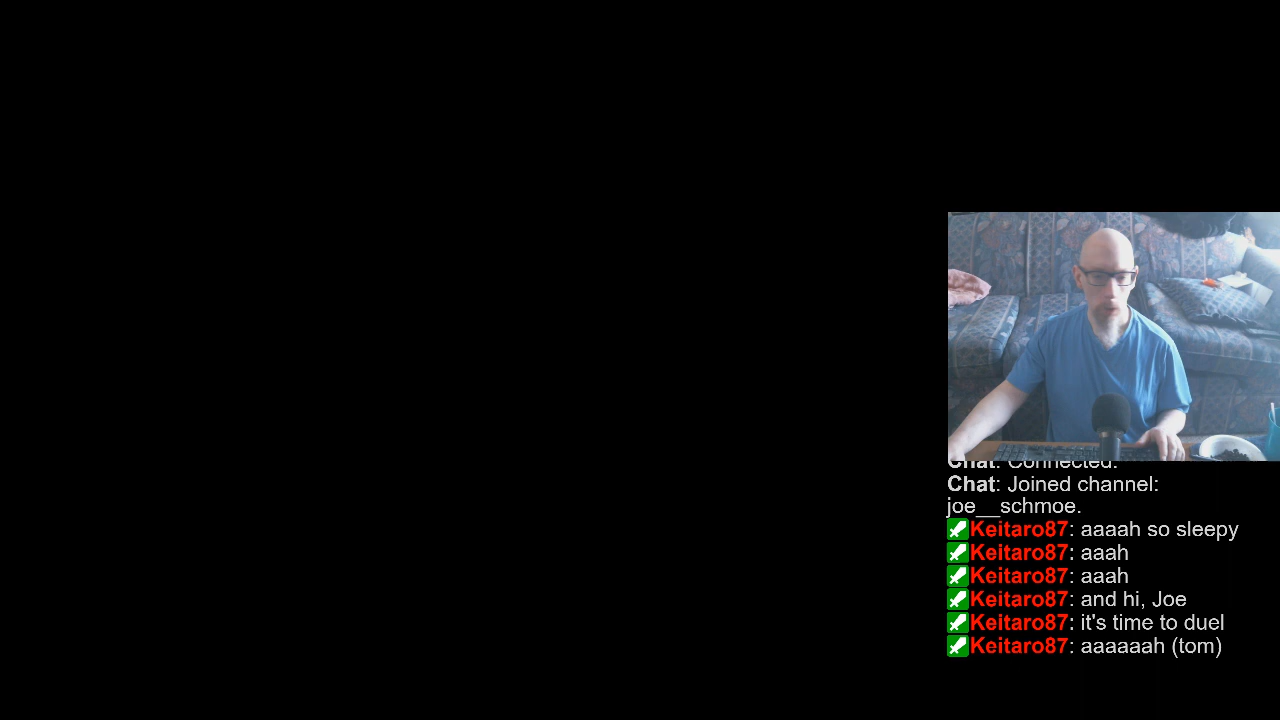 Chat: Connected.
Chat: Joined channel:
joe__schmoe.
Keitaro87: aaaah so sleepy
Keitaro87: aaah
Keitaro87: aaah
Keitaro87: and hi, Joe
Keitaro87: it's time to duel
Keitaro87: aaaaaah (tom)